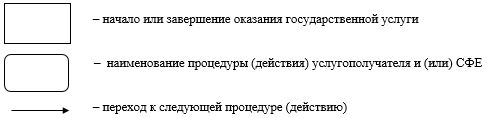 – начало или завершение оказания государственной услуги
– наименование процедуры (действия) услугополучателя и (или) СФЕ
– переход к следующей процедуре (действию)